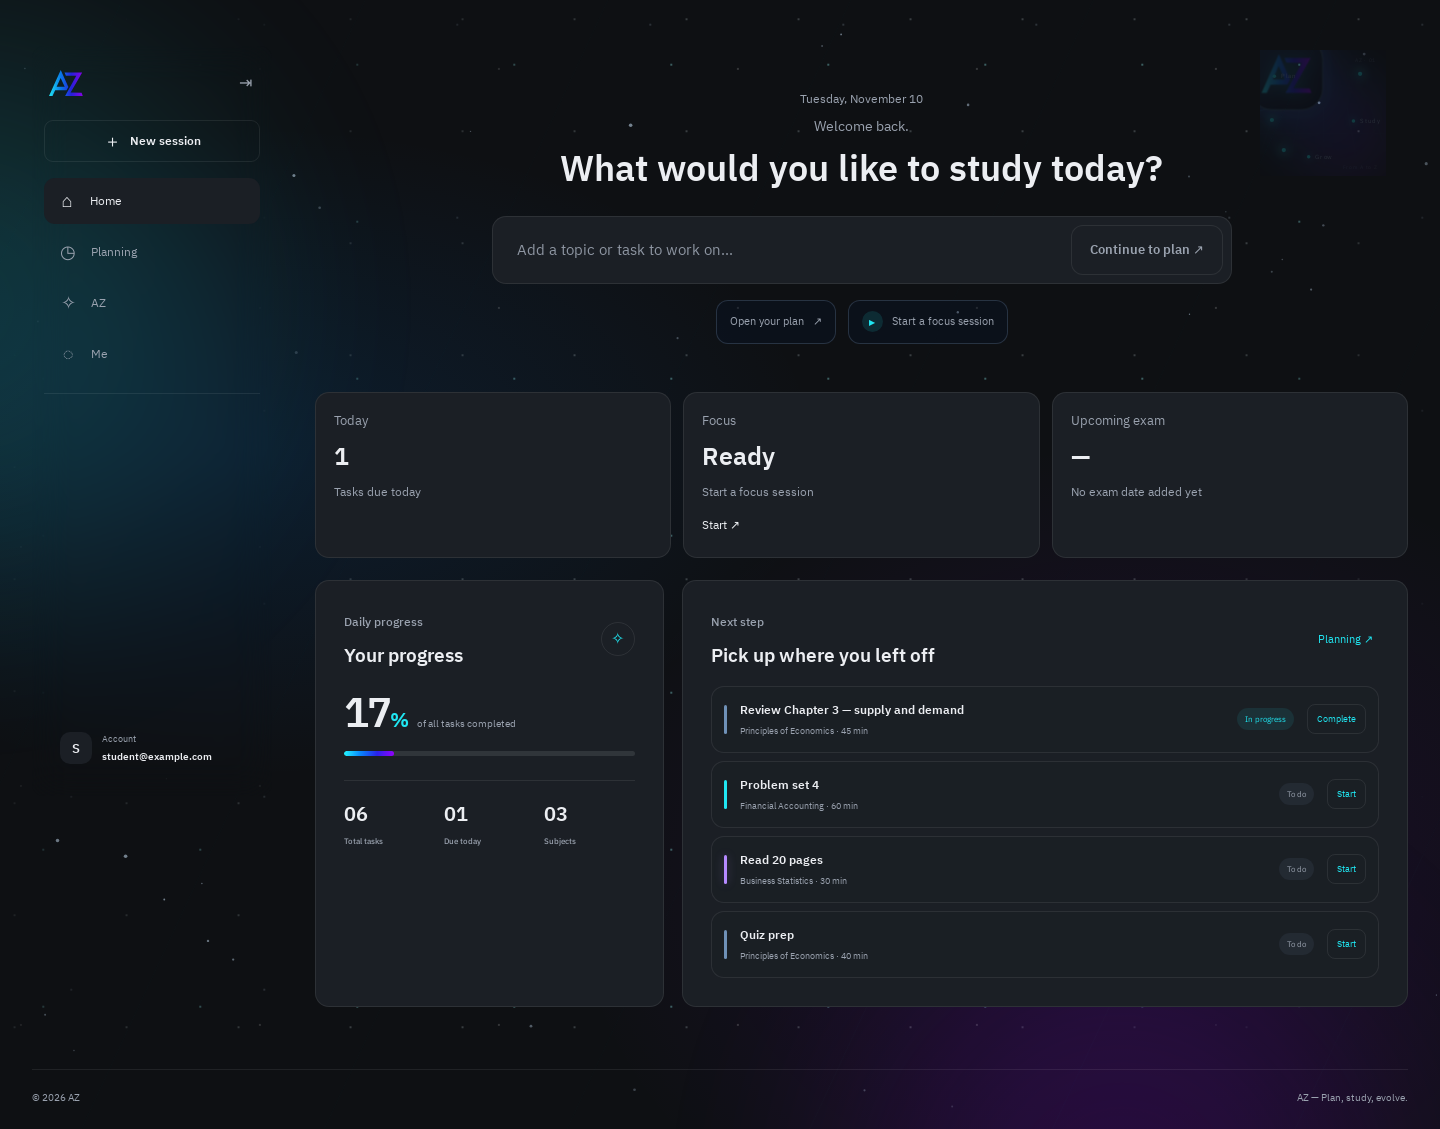 AZ
New session
Home
Planning
AZ
Me
Account
S
student@example.com
Tuesday, November 10
Welcome back.
What would you like to study today?
Add a topic or task to work on...
Continue to plan ↗
Open your plan ↗
Start a focus session
Today
1
Tasks due today
Focus
Ready
Start a focus session
Start ↗
Upcoming exam
—
No exam date added yet
Daily progress
Your progress
17%
of all tasks completed
06
Total tasks
01
Due today
03
Subjects
Next step
Pick up where you left off
Planning ↗
Review Chapter 3 — supply and demand
Principles of Economics · 45 min
In progress
Complete
Problem set 4
Financial Accounting · 60 min
To do
Start
Read 20 pages
Business Statistics · 30 min
To do
Start
Quiz prep
Principles of Economics · 40 min
To do
Start
© 2026 AZ
AZ — Plan, study, evolve.